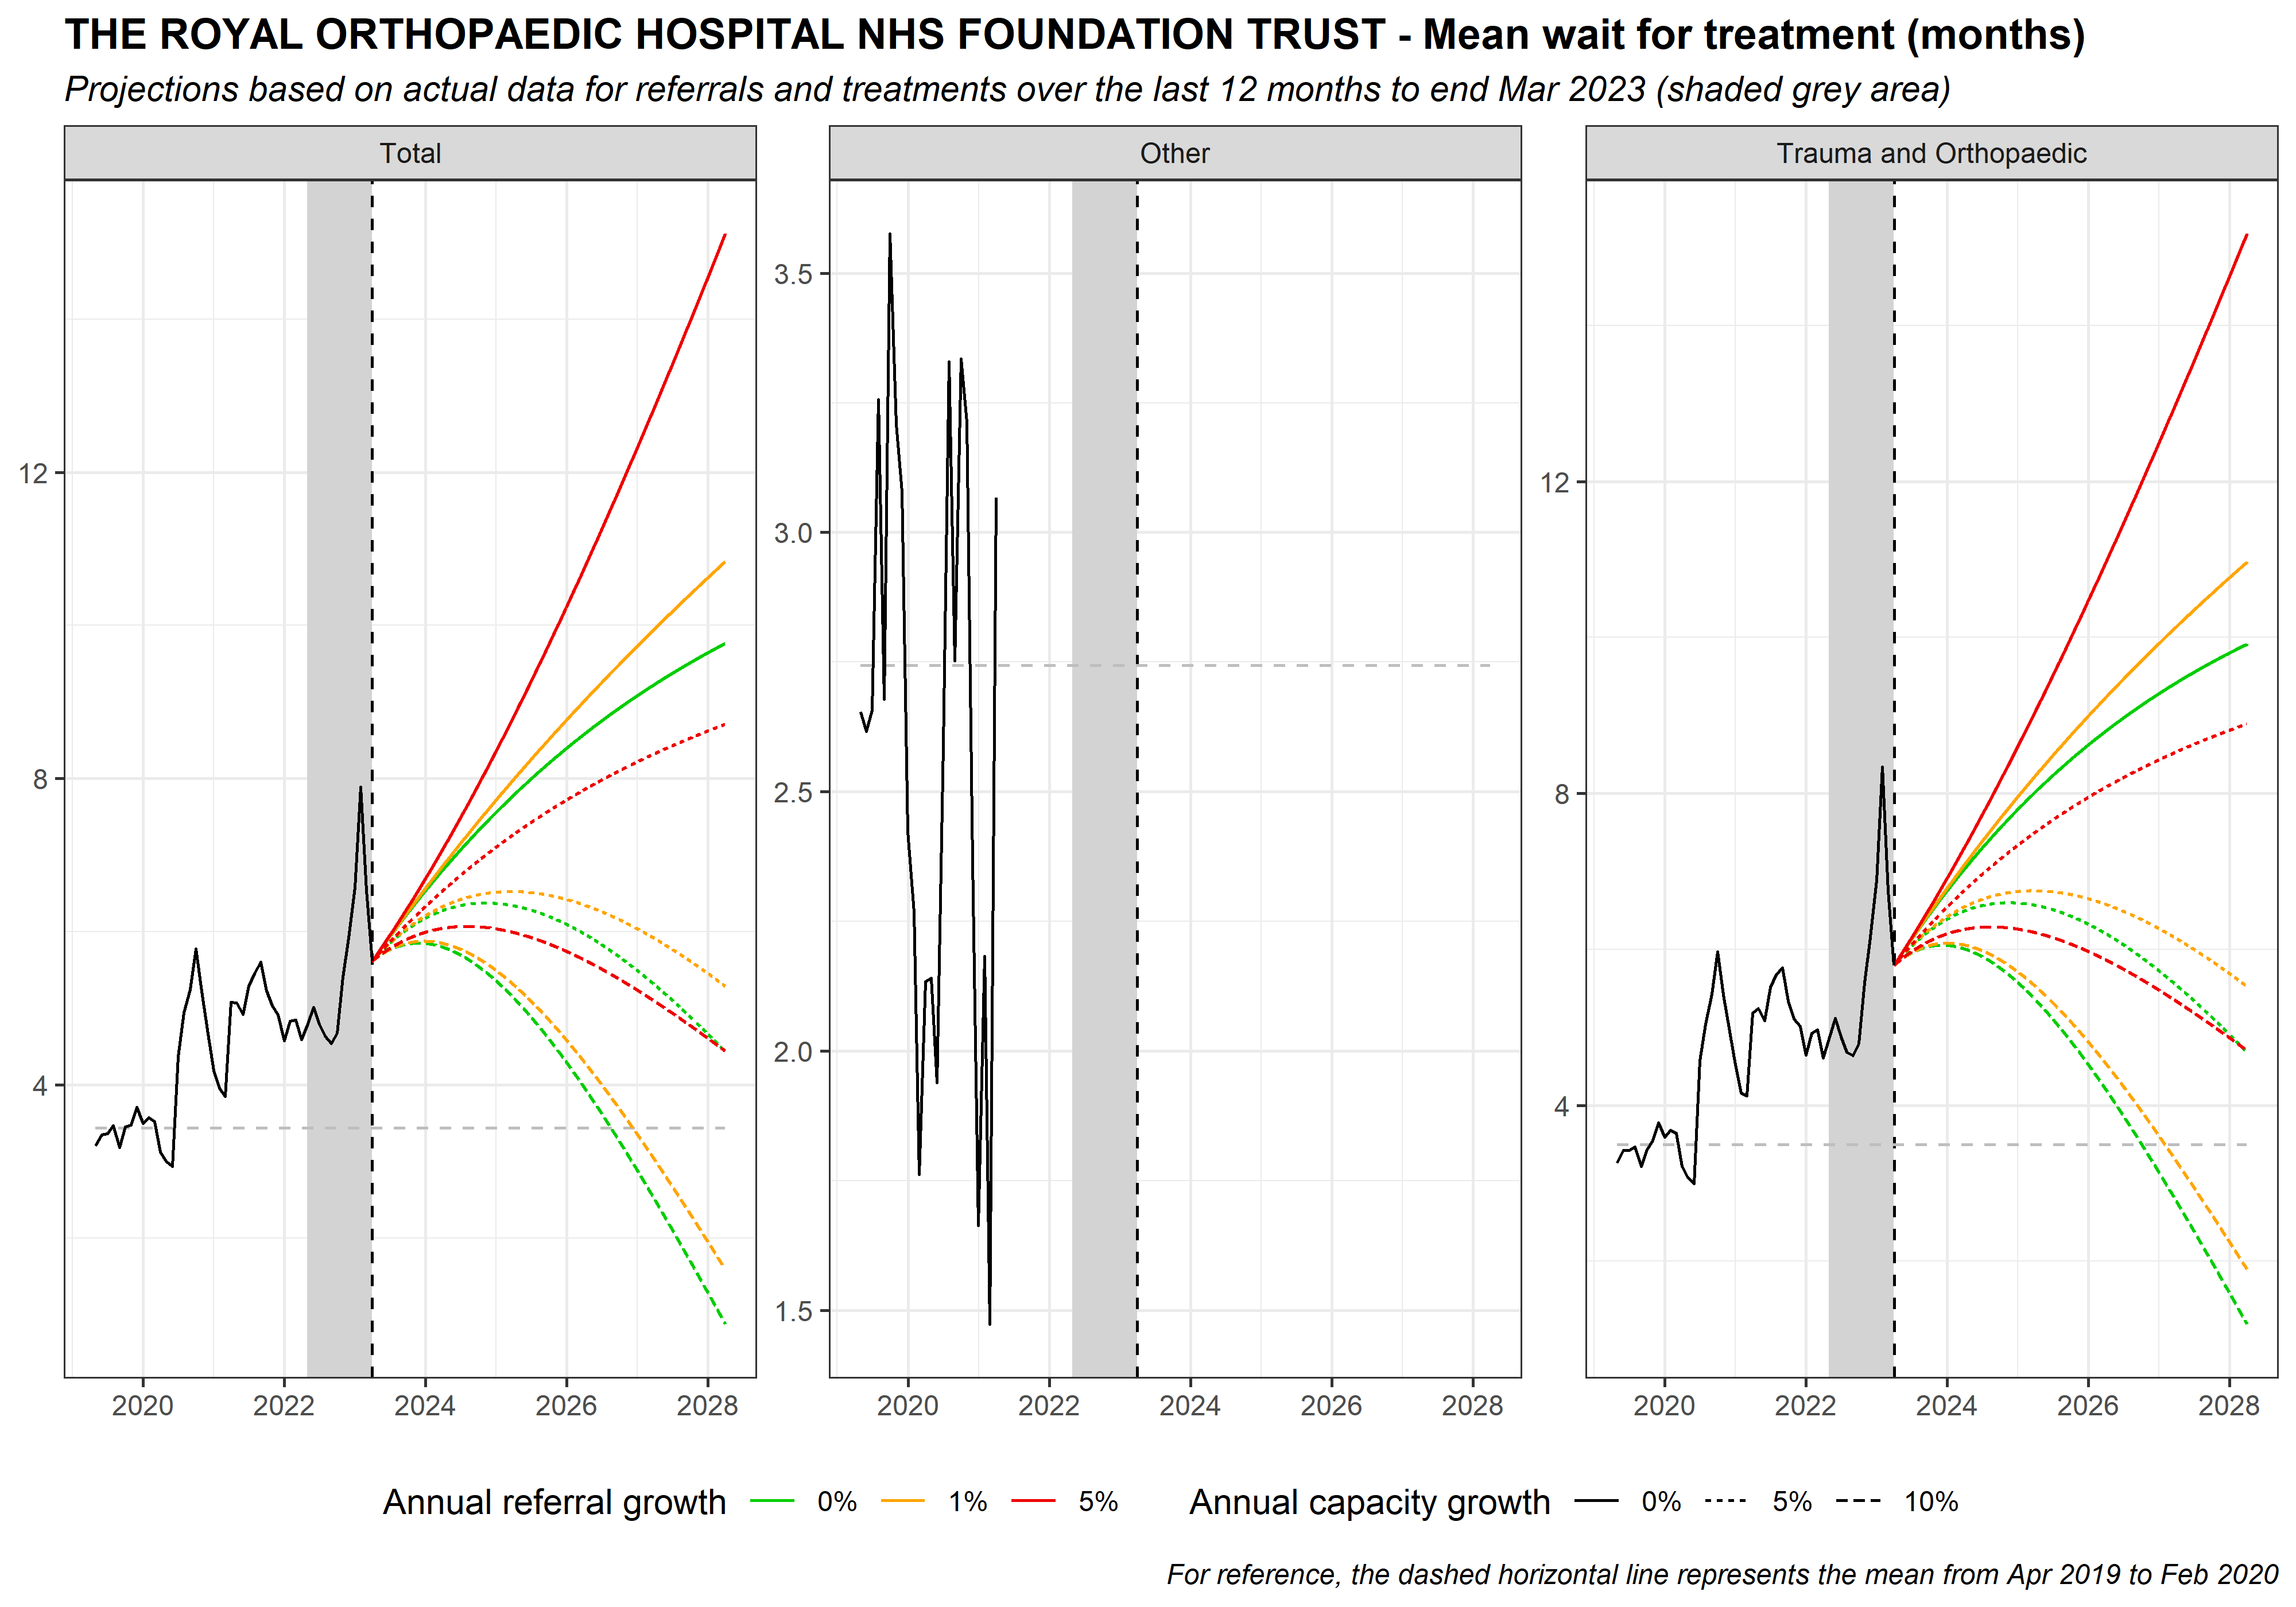 THE ROYAL ORTHOPAEDIC HOSPITAL NHS FOUNDATION TRUST - Mean wait for treatment (months)
Projections based on actual data for referrals and treatments over the last 12 months to end Mar 2023 (shaded grey area)
Total
Other
Trauma and Orthopaedic
12
8
4
3.5
3.0
2.5
2.0
1.5
12
8
4
2020 2022 2024 2026 2028
2020 2022 2024 2026 2028
2020 2022 2024 2026 2028
Annual referral growth 0% 1% 5% Annual capacity growth 0% 5% 10%
For reference, the dashed horizontal line represents the mean from Apr 2019 to Feb 2020